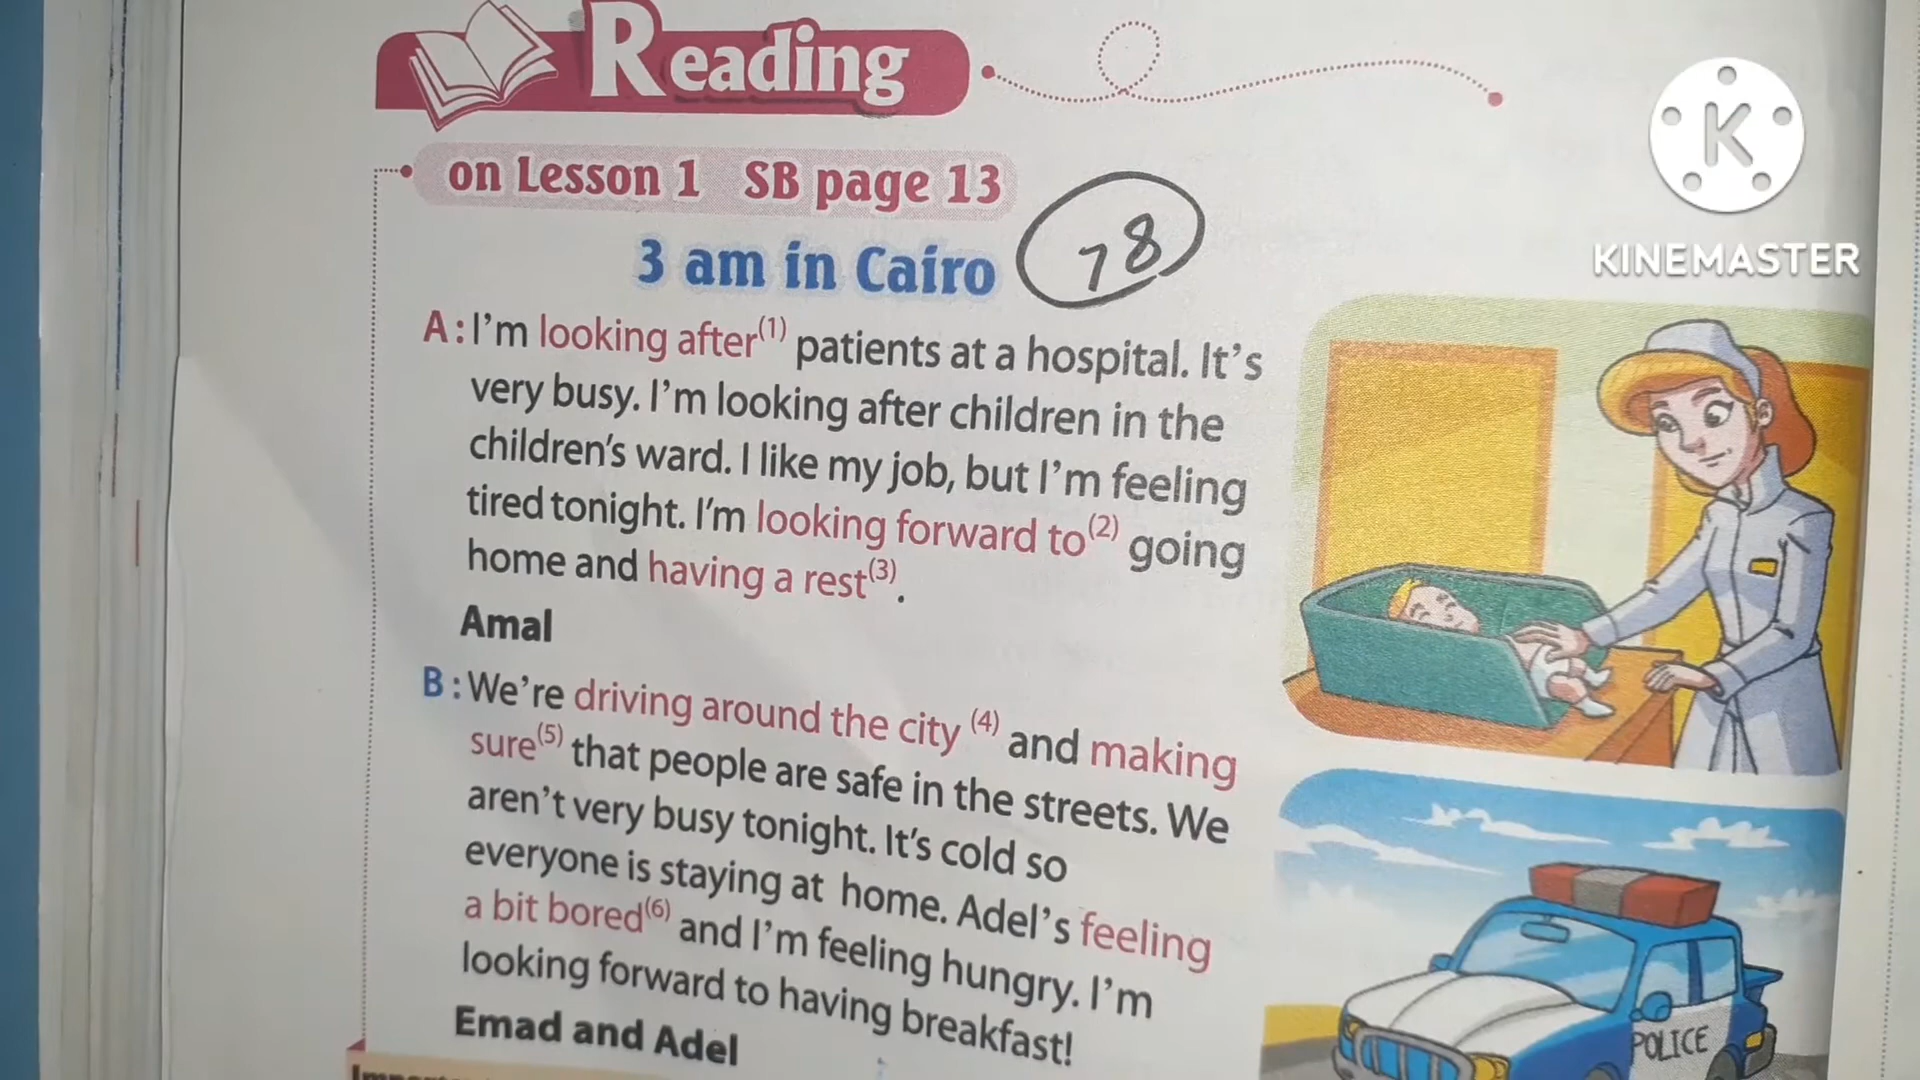 Reading
on Lesson 1 SB page 13
3 am in Cairo
78
K
KINEMASTER
A: I'm looking after(1) patients at a hospital. It's
very busy. I'm looking after children in the
children's ward. I like my job, but I'm feeling
tired tonight. I'm looking forward to(2) going
home and having a rest(3).
Amal
B: We're driving around the city (4) and making
sure(5) that people are safe in the streets. We
aren't very busy tonight. It's cold so
everyone is staying at home. Adel's feeling
a bit bored(6) and I'm feeling hungry. I'm
looking forward to having breakfast!
Emad and Adel
POLICE